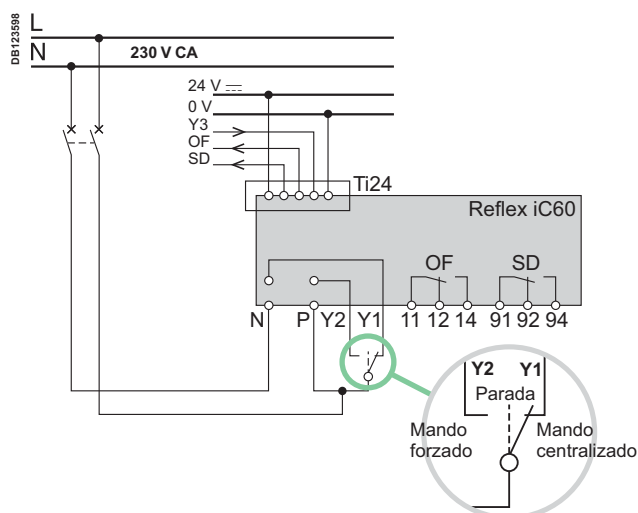 DB123598
L
N
230 V CA
24 V ⎓
0 V
Y3
OF
SD
Ti24
Reflex iC60
OF
SD
N P Y2 Y1 11 12 14 91 92 94
Y2 Y1
Parada
Mando forzado
Mando centralizado